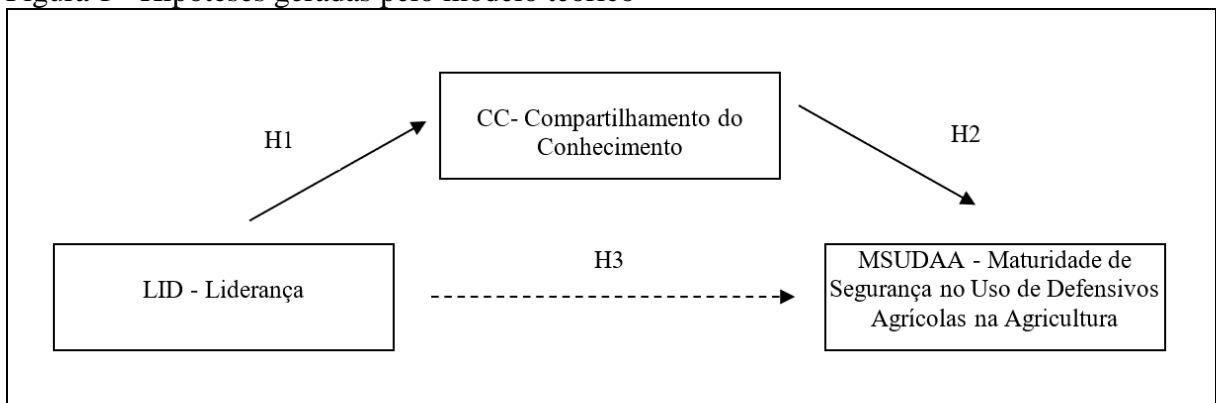 Figura 1 - Hipóteses geradas pelo modelo teórico
CC- Compartilhamento do
Conhecimento
H1
H2
LID - Liderança
H3
MSUDAA - Maturidade de
Segurança no Uso de Defensivos
Agrícolas na Agricultura